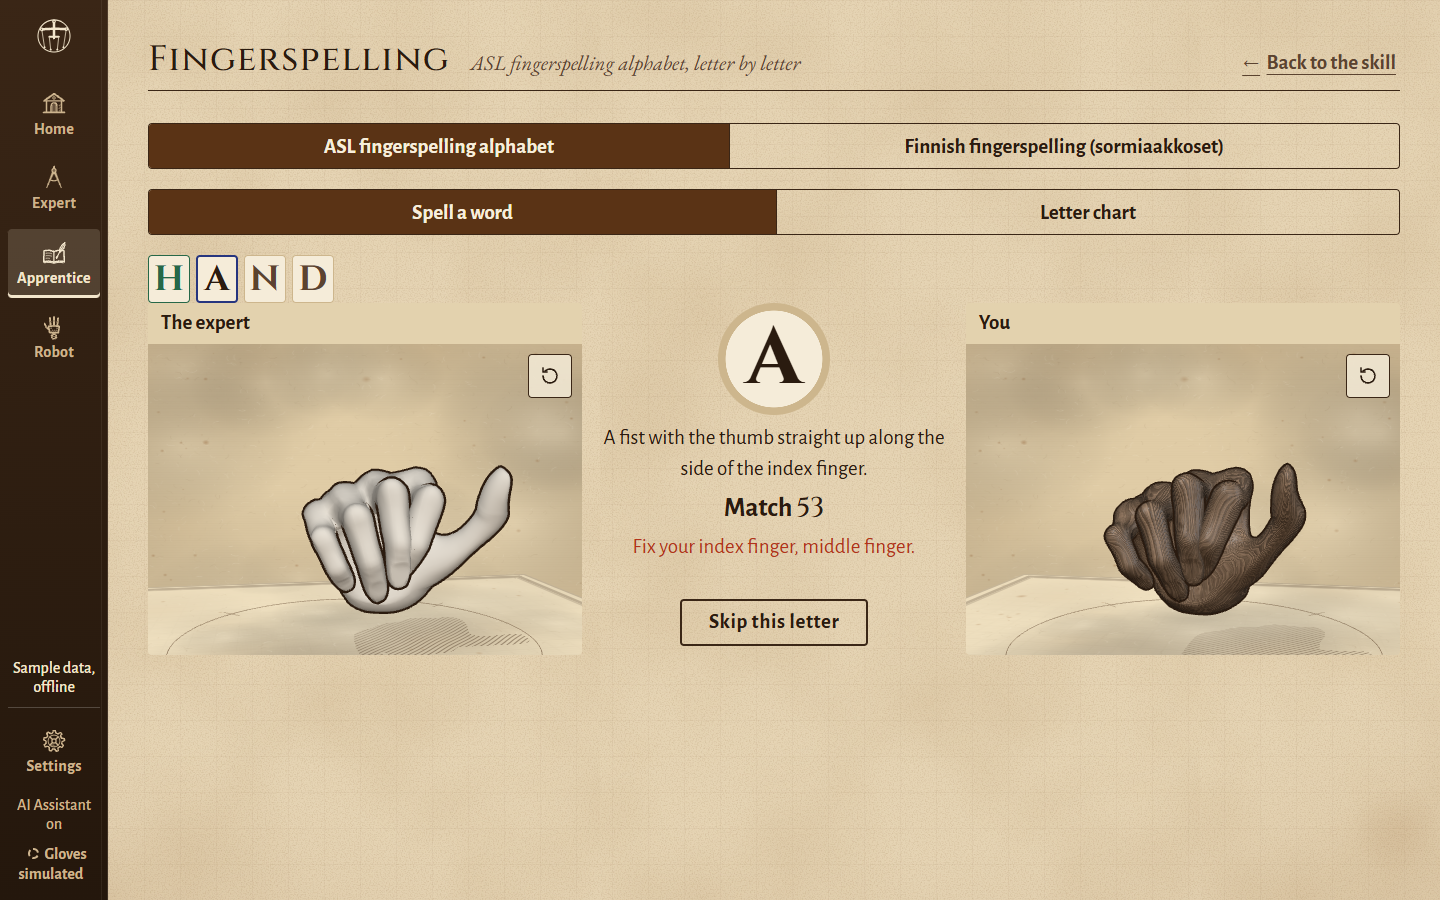 Fingerspelling
ASL fingerspelling alphabet, letter by letter
← Back to the skill
Home
Expert
Apprentice
Robot
Sample data,
offline
Settings
AI Assistant
on
Gloves
simulated
ASL fingerspelling alphabet
Finnish fingerspelling (sormiaakkoset)
Spell a word
Letter chart
H A N D
The expert
A
A fist with the thumb straight up along the
side of the index finger.
Match 53
Fix your index finger, middle finger.
Skip this letter
You